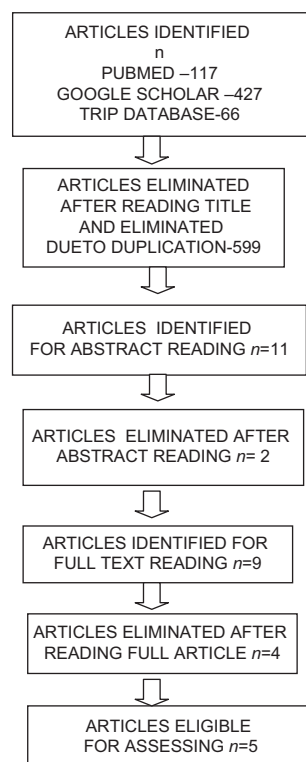 ARTICLES IDENTIFIED
n
PUBMED –117
GOOGLE SCHOLAR –427
TRIP DATABASE-66
ARTICLES ELIMINATED
AFTER READING TITLE
AND ELIMINATED
DUETO DUPLICATION-599
ARTICLES IDENTIFIED
FOR ABSTRACT READING n=11
ARTICLES ELIMINATED AFTER
ABSTRACT READING n= 2
ARTICLES IDENTIFIED FOR
FULL TEXT READING n=9
ARTICLES ELIMINATED AFTER
READING FULL ARTICLE n=4
ARTICLES ELIGIBLE
FOR ASSESSING n=5